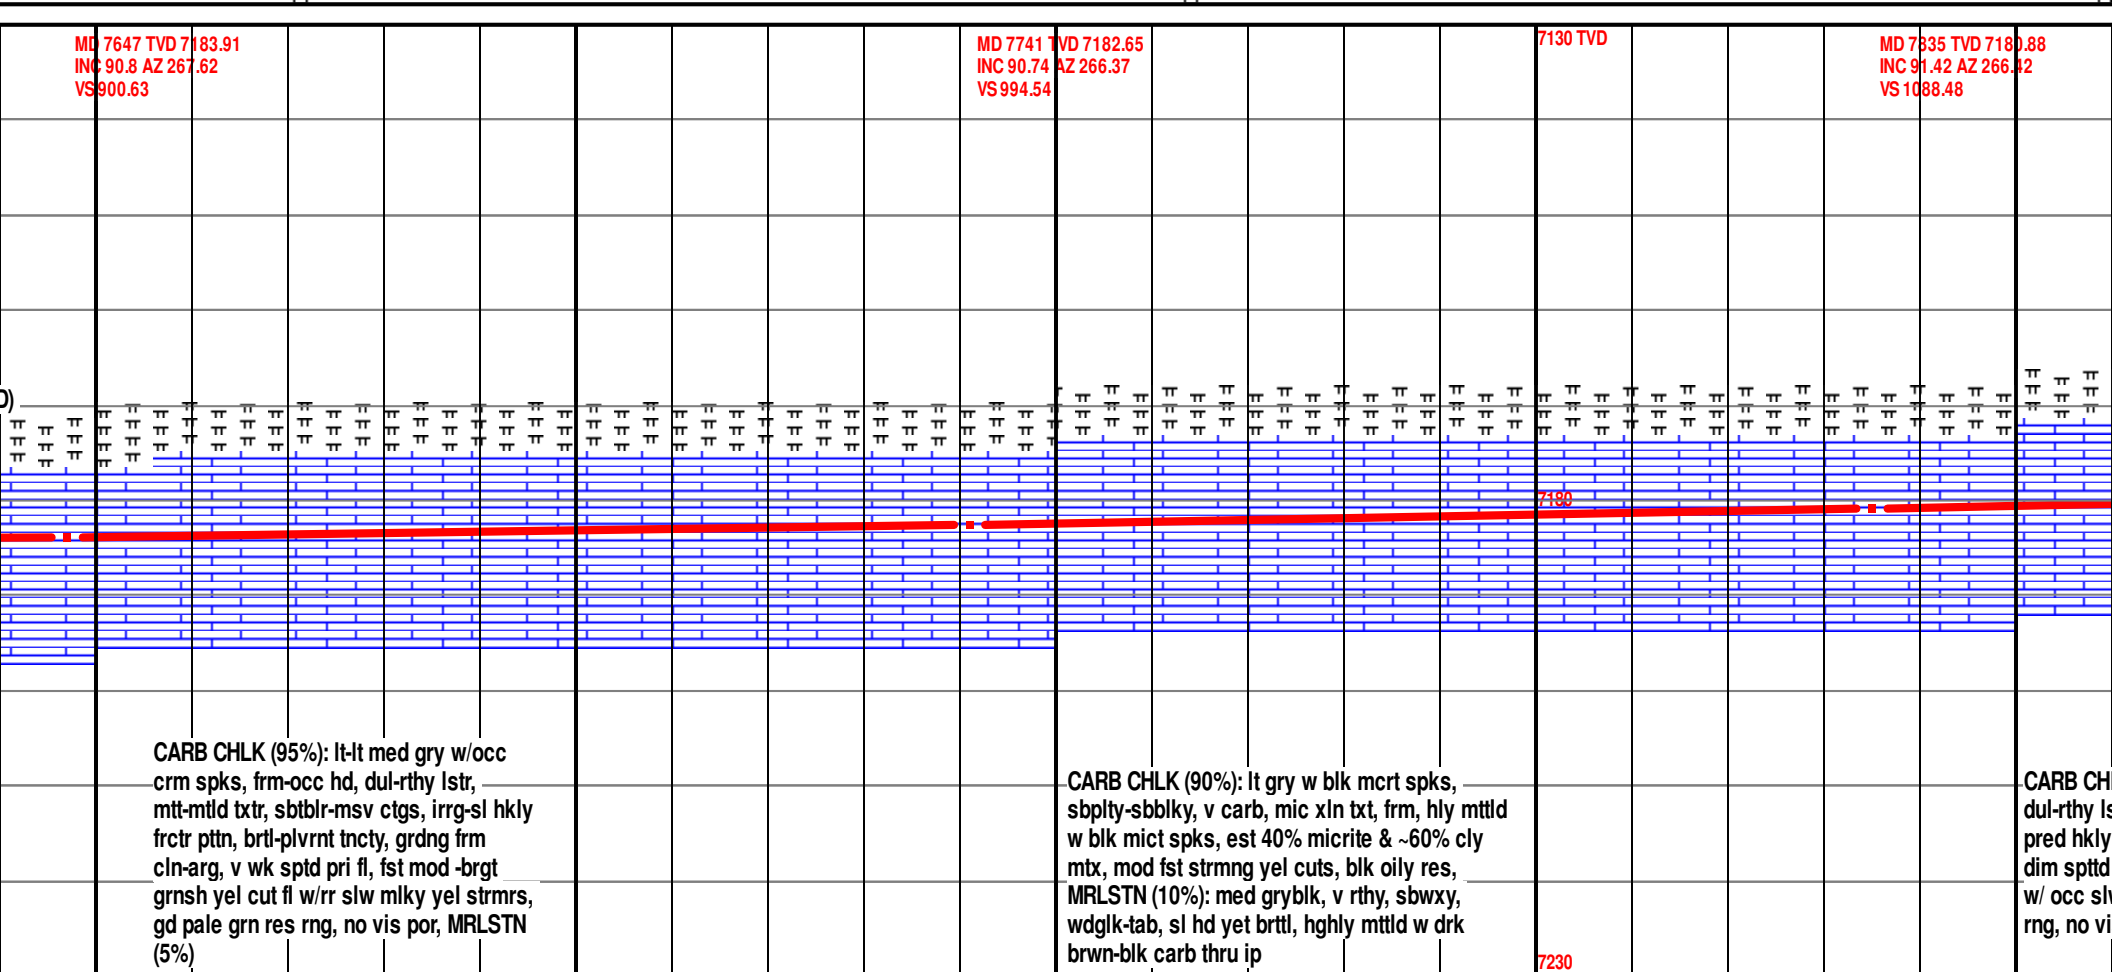 MD 7647 TVD 7183.91
INC 90.8 AZ 267.62
VS 900.63
MD 7741 TVD 7182.65
INC 90.74 AZ 266.37
VS 994.54
7130 TVD
MD 7835 TVD 7180.88
INC 91.42 AZ 266.42
VS 1088.48
D)
7180
CARB CHLK (95%): lt-lt med gry w/occ
crm spks, frm-occ hd, dul-rthy lstr,
mtt-mtld txtr, sbtblr-msv ctgs, irrg-sl hkly
frctr pttn, brtl-plvrnt tncty, grdng frm
cln-arg, v wk sptd pri fl, fst mod -brgt
grnsh yel cut fl w/rr slw mlky yel strmrs,
gd pale grn res rng, no vis por, MRLSTN
(5%)
CARB CHLK (90%): lt gry w blk mcrt spks,
sbplty-sbblky, v carb, mic xln txt, frm, hly mttld
w blk mict spks, est 40% micrite & ~60% cly
mtx, mod fst strmng yel cuts, blk oily res,
MRLSTN (10%): med gryblk, v rthy, sbwxy,
wdglk-tab, sl hd yet brttl, hghly mttld w drk
brwn-blk carb thru ip
CARB CH
dul-rthy ls
pred hkly
dim spttd
w/ occ slw
rng, no vi
7230